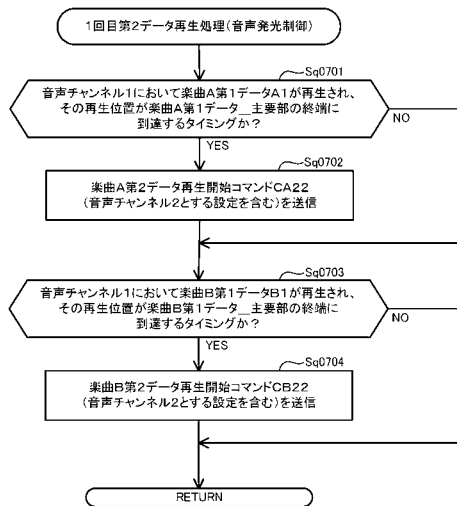 1回目第2データ再生処理(音声発光制御)
Sq0701
音声チャンネル1において楽曲A第1データA1が再生され、
その再生位置が楽曲A第1データ__主要部の終端に
到達するタイミングか?
NO
YES
Sq0702
楽曲A第2データ再生開始コマンドCA22
(音声チャンネル2とする設定を含む)を送信
Sq0703
音声チャンネル1において楽曲B第1データB1が再生され、
その再生位置が楽曲B第1データ__主要部の終端に
到達するタイミングか?
NO
YES
Sq0704
楽曲B第2データ再生開始コマンドCB22
(音声チャンネル2とする設定を含む)を送信
RETURN